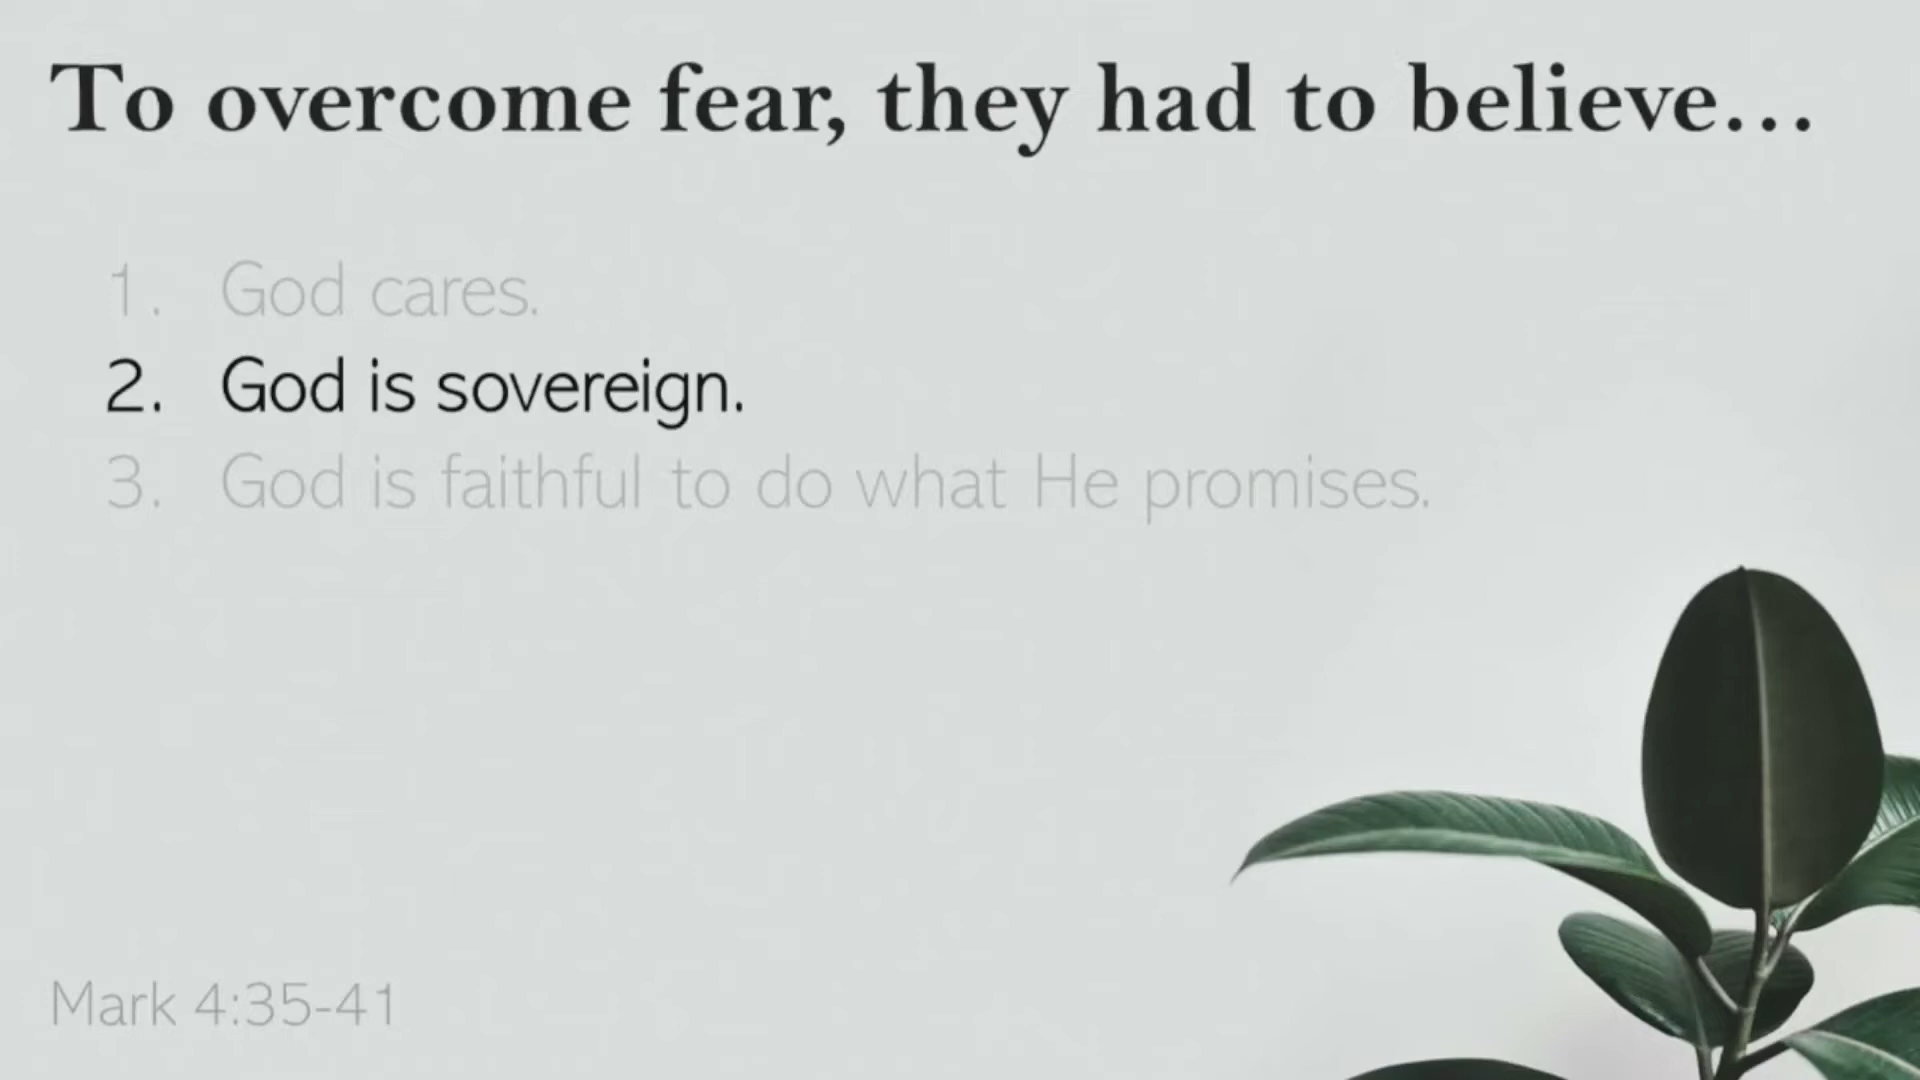 To overcome fear, they had to believe...
1. God cares.
2. God is sovereign.
3. God is faithful to do what He promises.
Mark 4:35-41